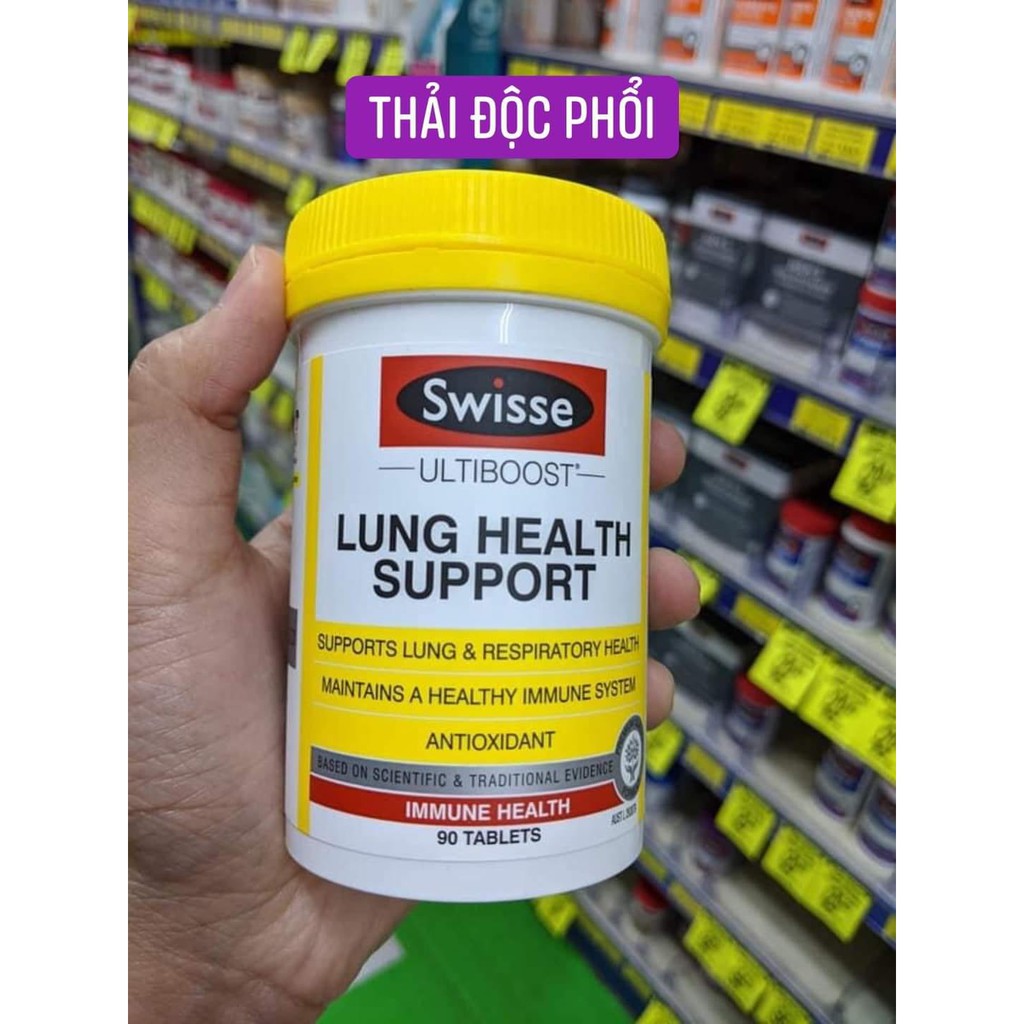 THẢI ĐỘC PHỔI
Swisse
ULTIBOOST®
LUNG HEALTH
SUPPORT
SUPPORTS LUNG & RESPIRATORY HEALTH
MAINTAINS A HEALTHY IMMUNE SYSTEM
ANTIOXIDANT
BASED ON SCIENTIFIC & TRADITIONAL EVIDENCE
IMMUNE HEALTH
90 TABLETS
AUST L